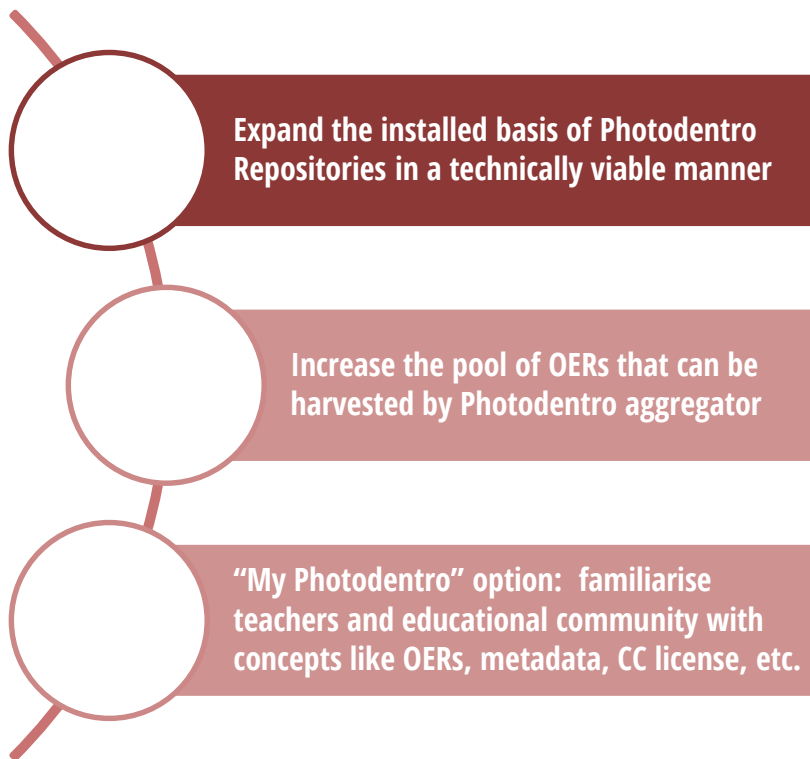 Expand the installed basis of Photodentro
Repositories in a technically viable manner
Increase the pool of OERs that can be
harvested by Photodentro aggregator
“My Photodentro” option:  familiarise
teachers and educational community with
concepts like OERs, metadata, CC license, etc.